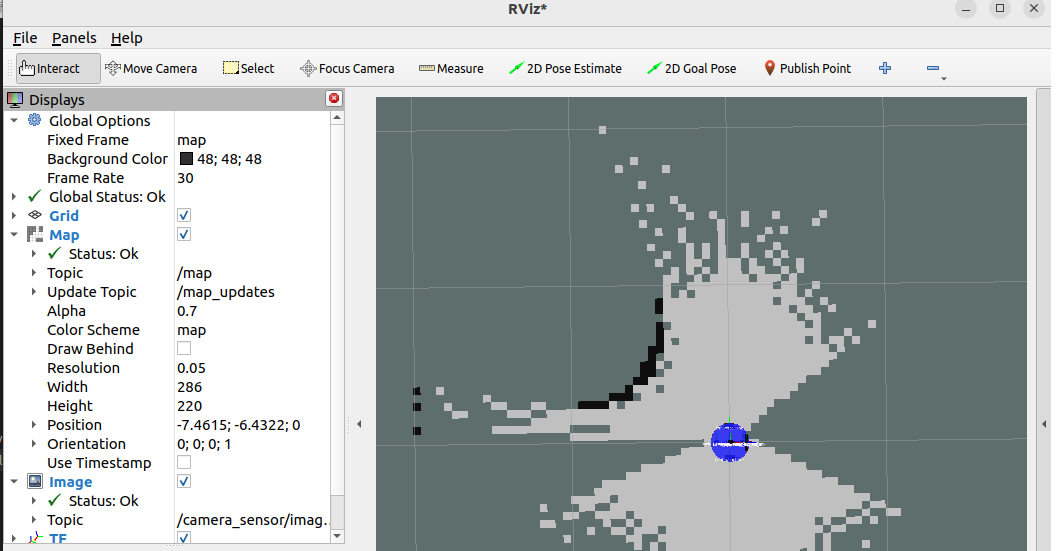 RViz*
File Panels Help
Interact Move Camera Select Focus Camera Measure 2D Pose Estimate 2D Goal Pose Publish Point
Displays
Global Options
Fixed Frame map
Background Color 48; 48; 48
Frame Rate 30
Global Status: Ok
Grid
Map
Status: Ok
Topic /map
Update Topic /map_updates
Alpha 0.7
Color Scheme map
Draw Behind
Resolution 0.05
Width 286
Height 220
Position -7.4615; -6.4322; 0
Orientation 0; 0; 0; 1
Use Timestamp
Image
Status: Ok
Topic /camera_sensor/imag...
TF